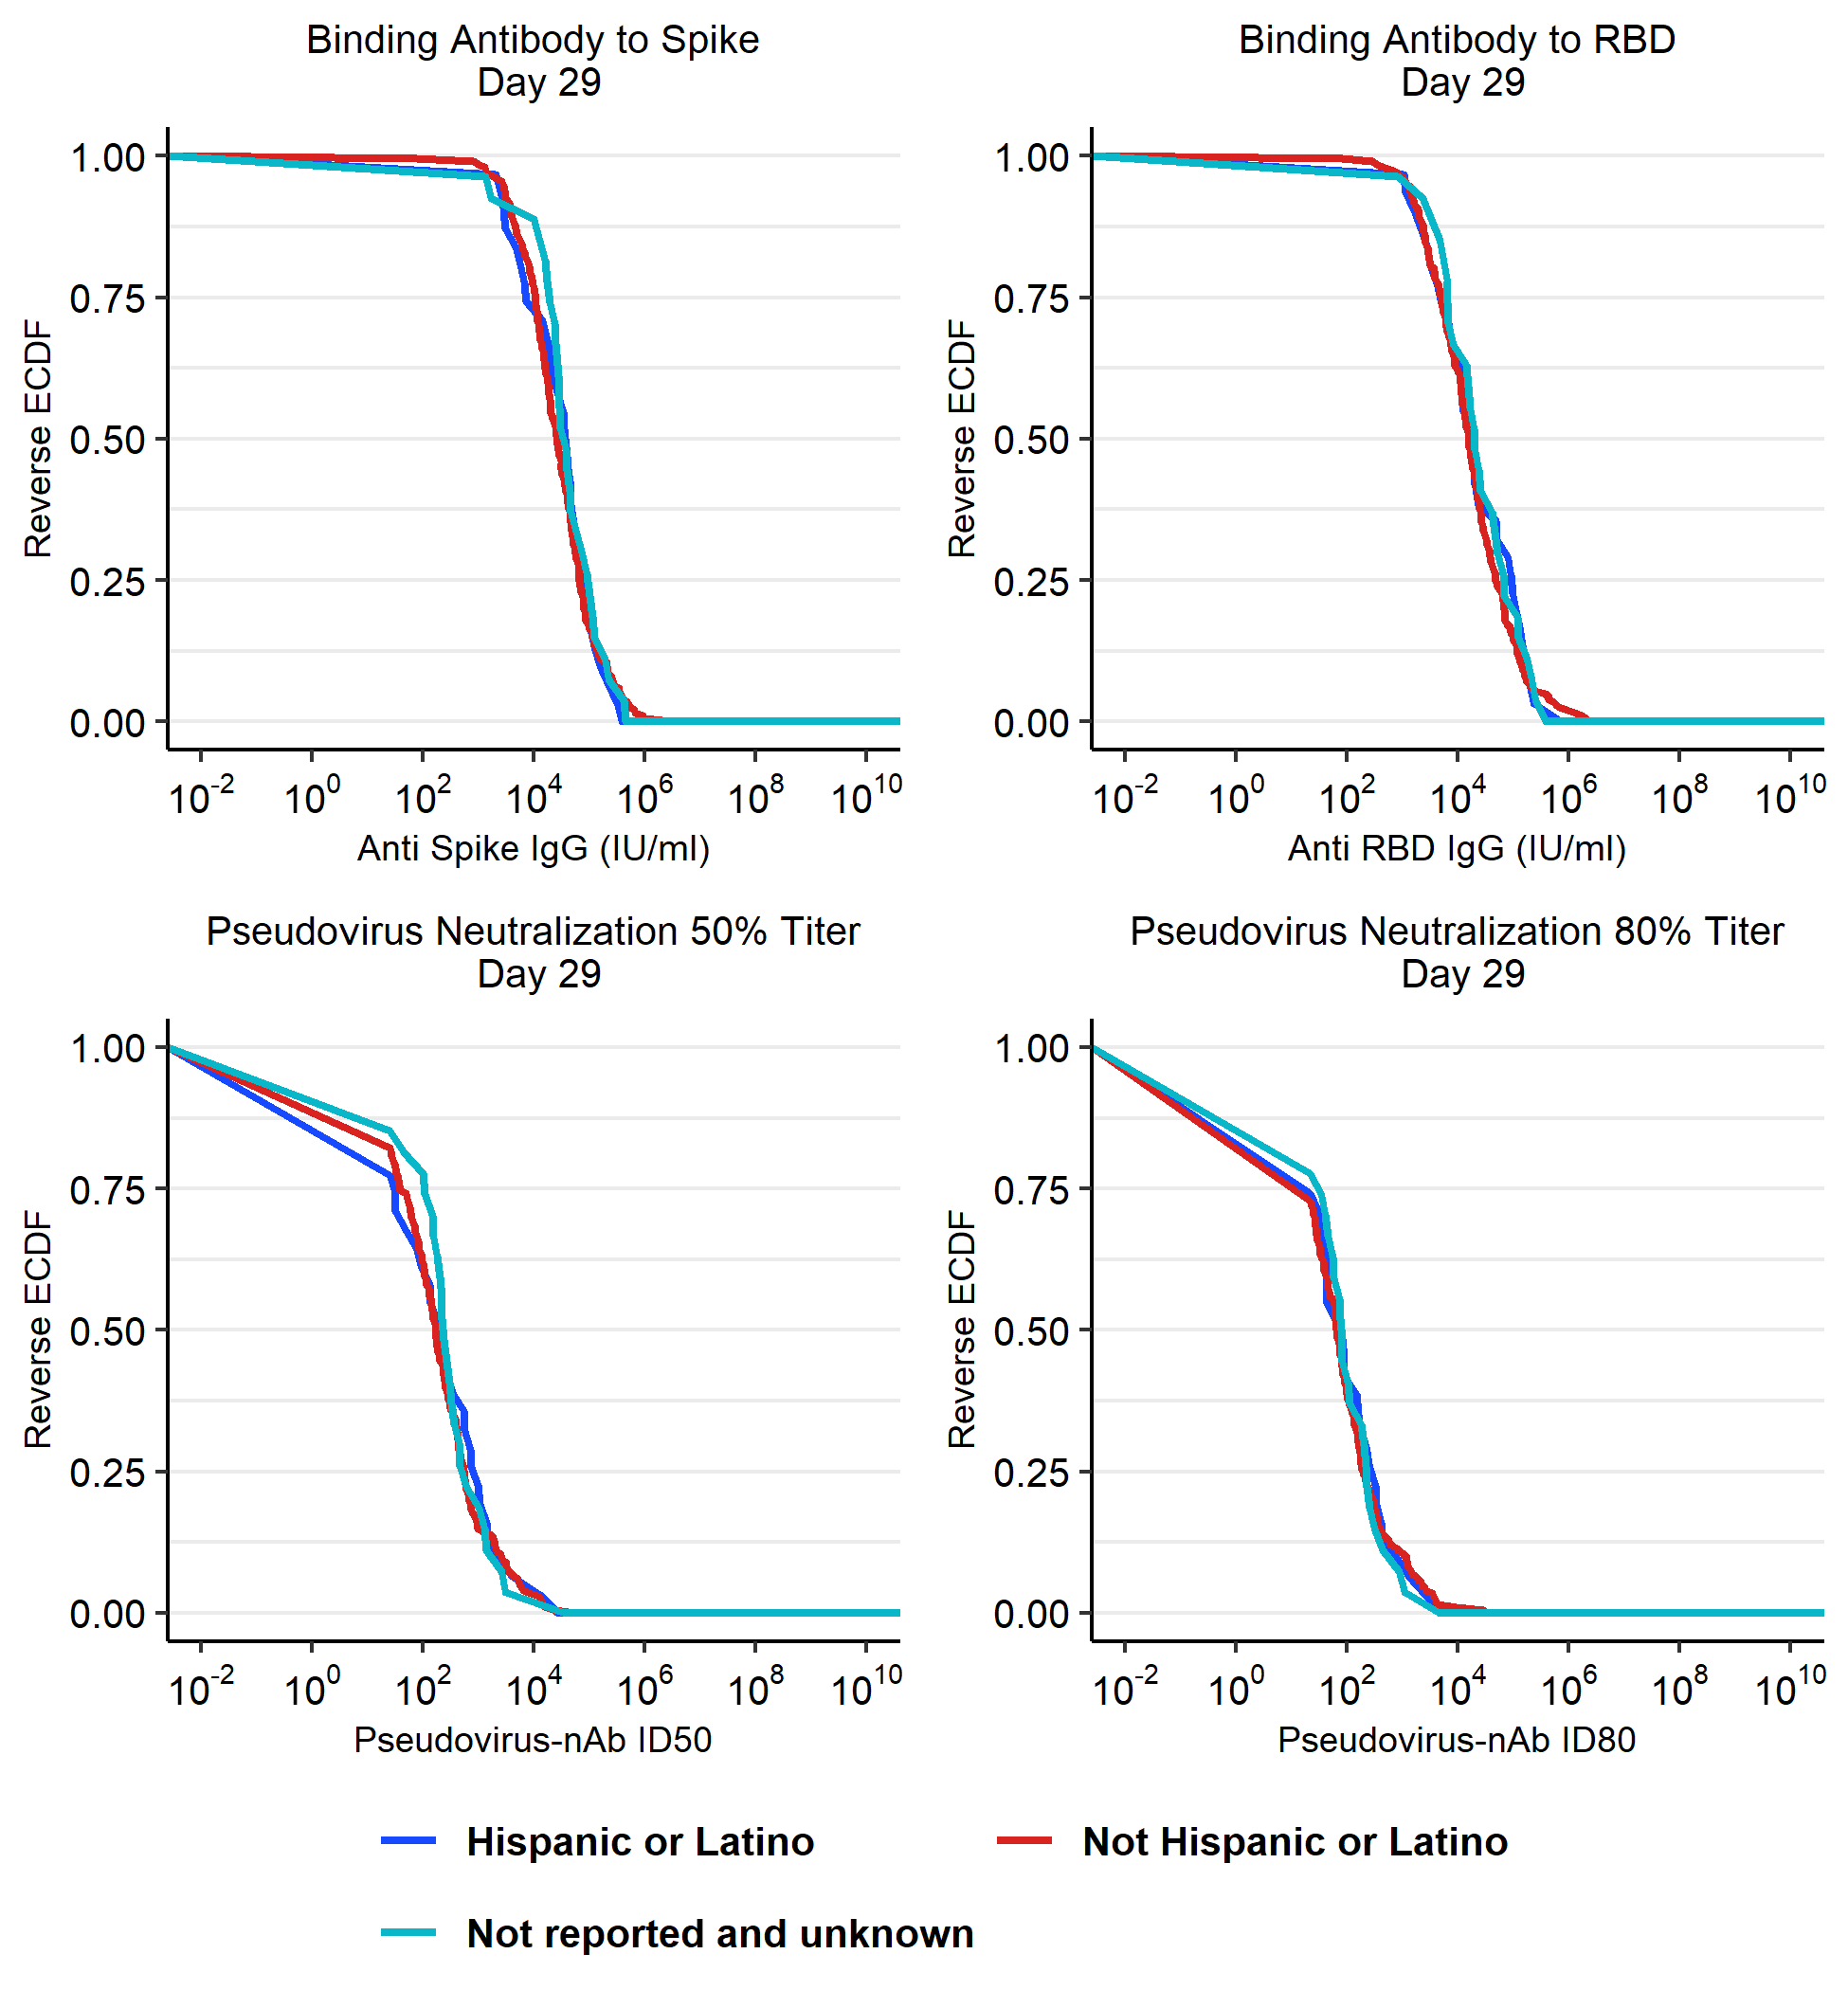 Binding Antibody to Spike
Day 29
Reverse ECDF
1.00
0.75
0.50
0.25
0.00
10-2 100 102 104 106 108 1010
Anti Spike IgG (IU/ml)
Binding Antibody to RBD
Day 29
Reverse ECDF
1.00
0.75
0.50
0.25
0.00
10-2 100 102 104 106 108 1010
Anti RBD IgG (IU/ml)
Pseudovirus Neutralization 50% Titer
Day 29
Reverse ECDF
1.00
0.75
0.50
0.25
0.00
10-2 100 102 104 106 108 1010
Pseudovirus-nAb ID50
Pseudovirus Neutralization 80% Titer
Day 29
Reverse ECDF
1.00
0.75
0.50
0.25
0.00
10-2 100 102 104 106 108 1010
Pseudovirus-nAb ID80
Hispanic or Latino
Not Hispanic or Latino
Not reported and unknown